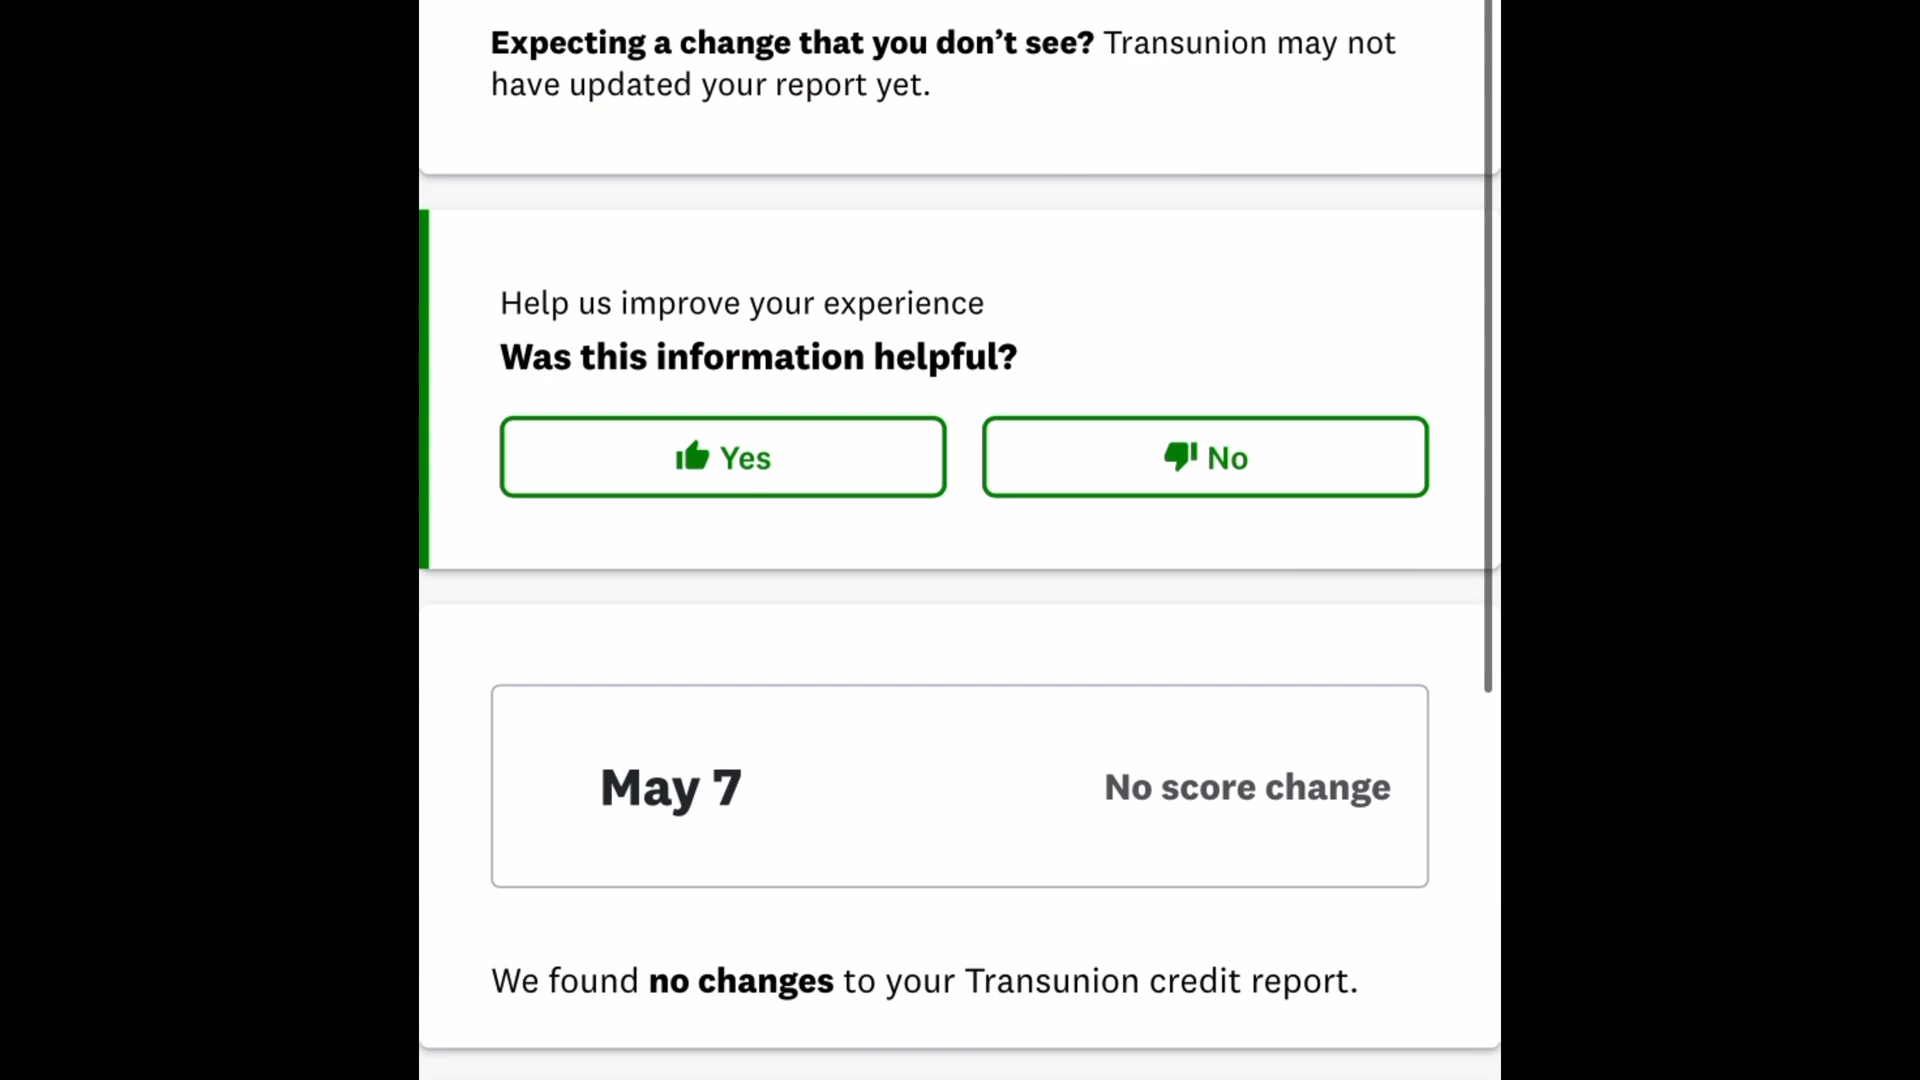 Expecting a change that you don’t see? Transunion may not
have updated your report yet.
Help us improve your experience
Was this information helpful?
Yes
No
May 7
No score change
We found no changes to your Transunion credit report.